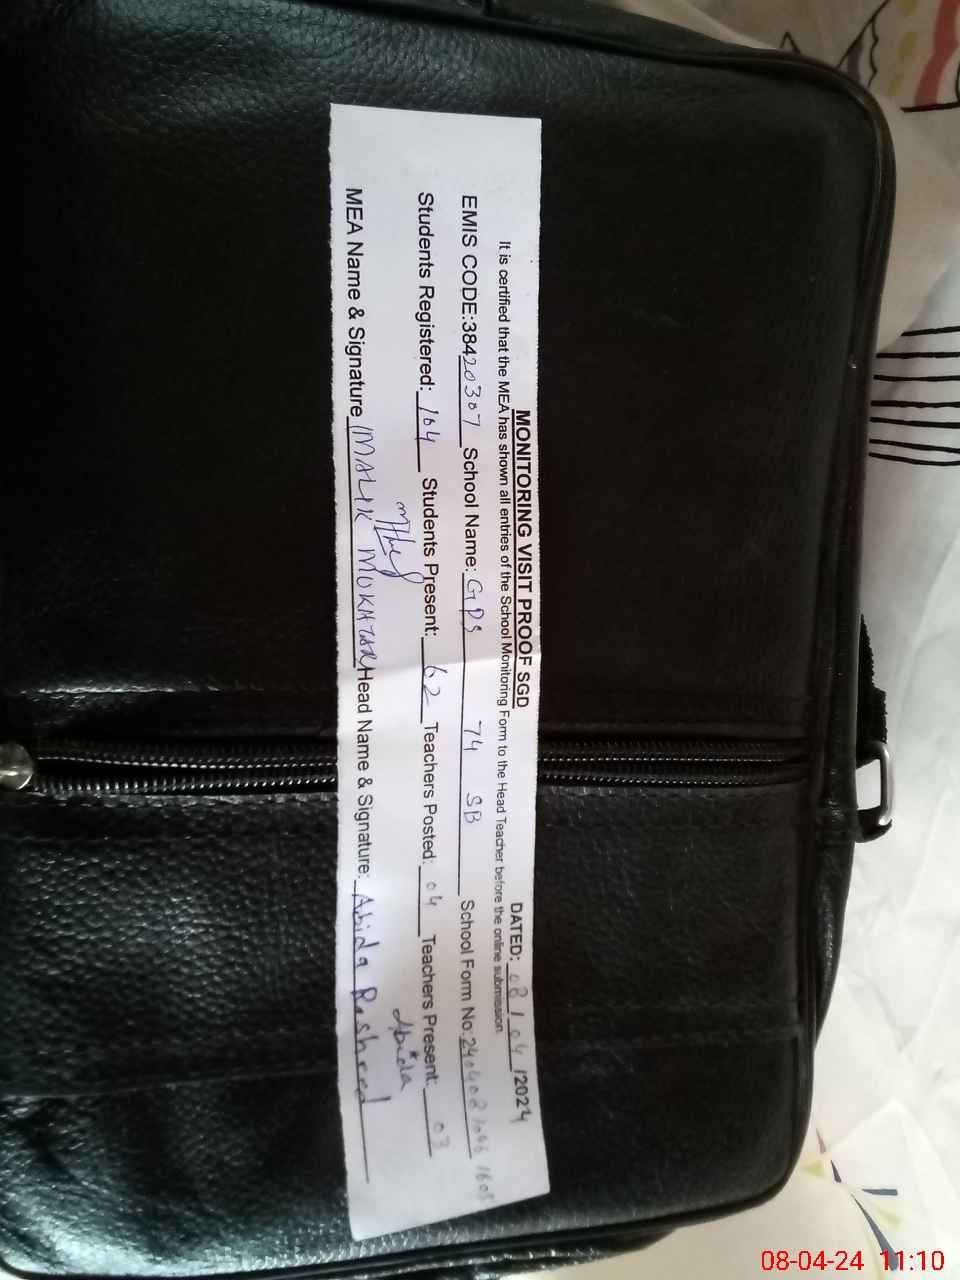 MONITORING VISIT PROOF SGD DATED: 08/04/2024
It is certified that the MEA has shown all entries of the School Monitoring Form to the Head Teacher before the online submission.
EMIS CODE:38420307 School Name: GPS 74 SB School Form No:
Students Registered: 104 Students Present: 62 Teachers Posted: 04 Teachers Present: 03
Abida
MEA Name & Signature MALIK MUKHTAR Head Name & Signature: Abida Rasheed
08-04-24 11:10